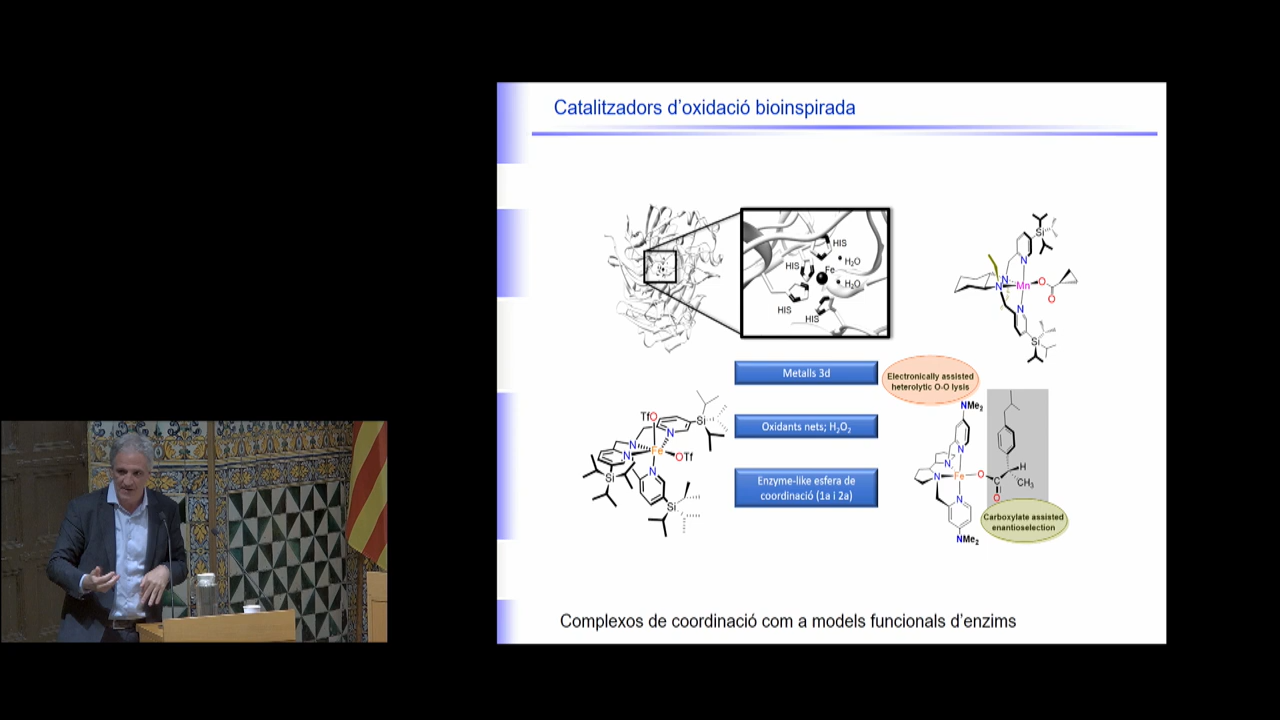 Catalitzadors d'oxidació bioinspirada
HIS
Fe
H₂O
HIS
H₂O
HIS
HIS
Si
N
N
N
Mn
O
O
N
Si
Metalls 3d
Electronically assisted
heterolytic O-O lysis
Oxidants nets; H₂O₂
Enzyme-like esfera de
coordinació (1a i 2a)
TfO
Si
N
N
N
Fe
OTf
Si
N
Si
NMe₂
N
N
N
Fe
O
C
H
CH₃
O
N
NMe₂
Carboxylate assisted
enantioselection
Complexos de coordinació com a models funcionals d'enzims